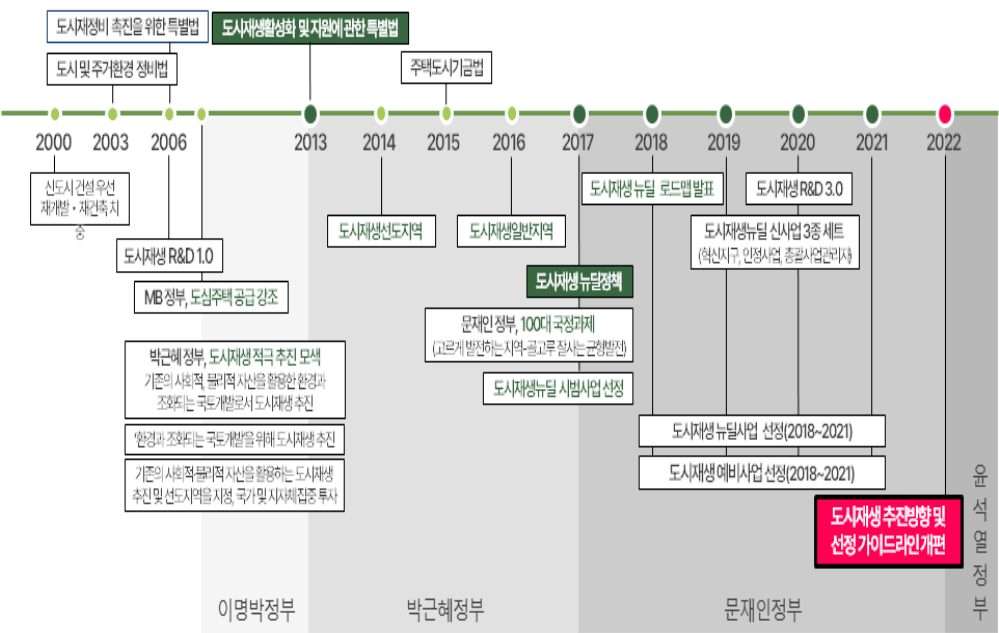 도시재정비 촉진을 위한 특별법
도시재생활성화 및 지원에 관한 특별법
도시 및 주거환경 정비법
주택도시기금법
2000
2003
2006
2013
2014
2015
2016
2017
2018
2019
2020
2021
2022
신도시 건설 우선
재개발·재건축 치
중
도시재생 뉴딜 로드맵 발표
도시재생 R&D 3.0
도시재생선도지역
도시재생일반지역
도시재생뉴딜 신사업 3종 세트
(혁신지구, 인정사업, 총괄사업관리자)
도시재생 R&D 1.0
도시재생 뉴딜정책
MB 정부, 도심주택 공급 강조
문재인 정부, 100대 국정과제
(고르게 발전하는 지역-골고루 잘사는 균형발전)
박근혜 정부, 도시재생 적극 추진 모색
기존의 사회적, 물리적 자산을 활용한 환경과
조화되는 국토개발로서 도시재생 추진
도시재생뉴딜 시범사업 선정
'환경과 조화되는 국토개발'을 위해 도시재생 추진
도시재생 뉴딜사업 선정(2018~2021)
기존의 사회적·물리적 자산을 활용하는 도시재생
추진 및 선도지역을 지정, 국가 및 지자체 집중 투자
도시재생 예비사업 선정(2018~2021)
도시재생 추진방향 및
선정 가이드라인 개편
이명박정부
박근혜정부
문재인정부
윤석열정부